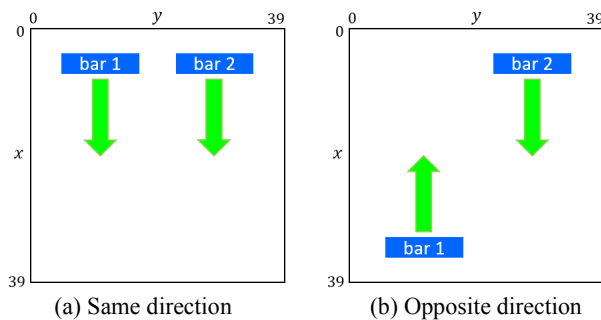 0 y 39
0
bar 1 bar 2
x
39
(a) Same direction
0 y 39
0
bar 2
x
bar 1
39
(b) Opposite direction